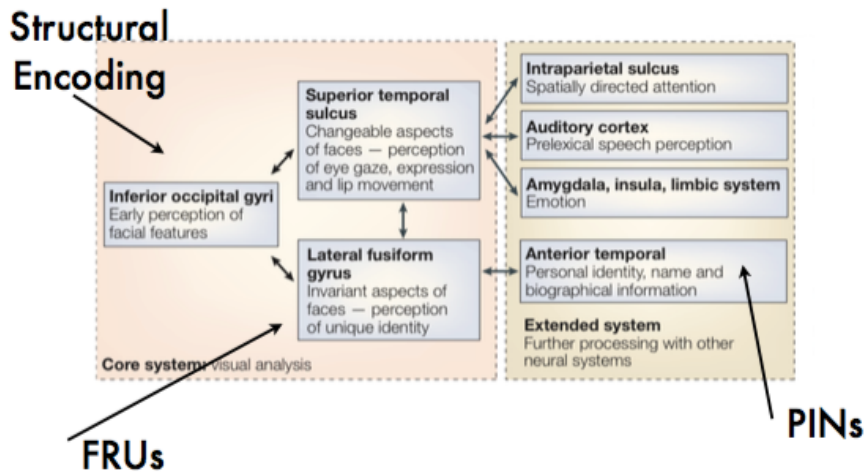 Structural
Encoding
Inferior occipital gyri
Early perception of
facial features
Superior temporal
sulcus
Changeable aspects
of faces — perception
of eye gaze, expression
and lip movement
Lateral fusiform
gyrus
Invariant aspects of
faces — perception
of unique identity
Core system: visual analysis
Intraparietal sulcus
Spatially directed attention
Auditory cortex
Prelexical speech perception
Amygdala, insula, limbic system
Emotion
Anterior temporal
Personal identity, name and
biographical information
Extended system
Further processing with other
neural systems
FRUs
PINs